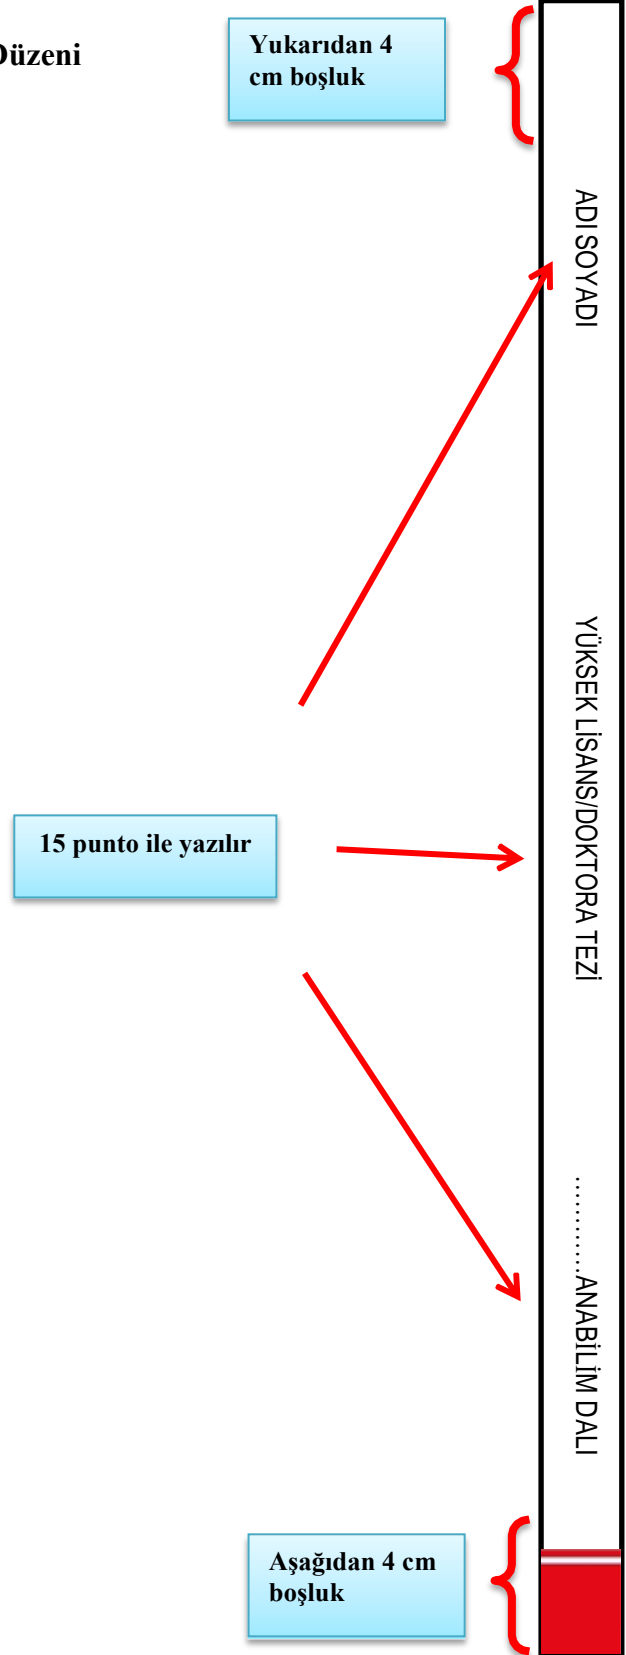 Düzeni
Yukarıdan 4
cm boşluk
ADI SOYADI
YÜKSEK LİSANS/DOKTORA TEZİ
15 punto ile yazılır
.............ANABİLİM DALI
Aşağıdan 4 cm
boşluk